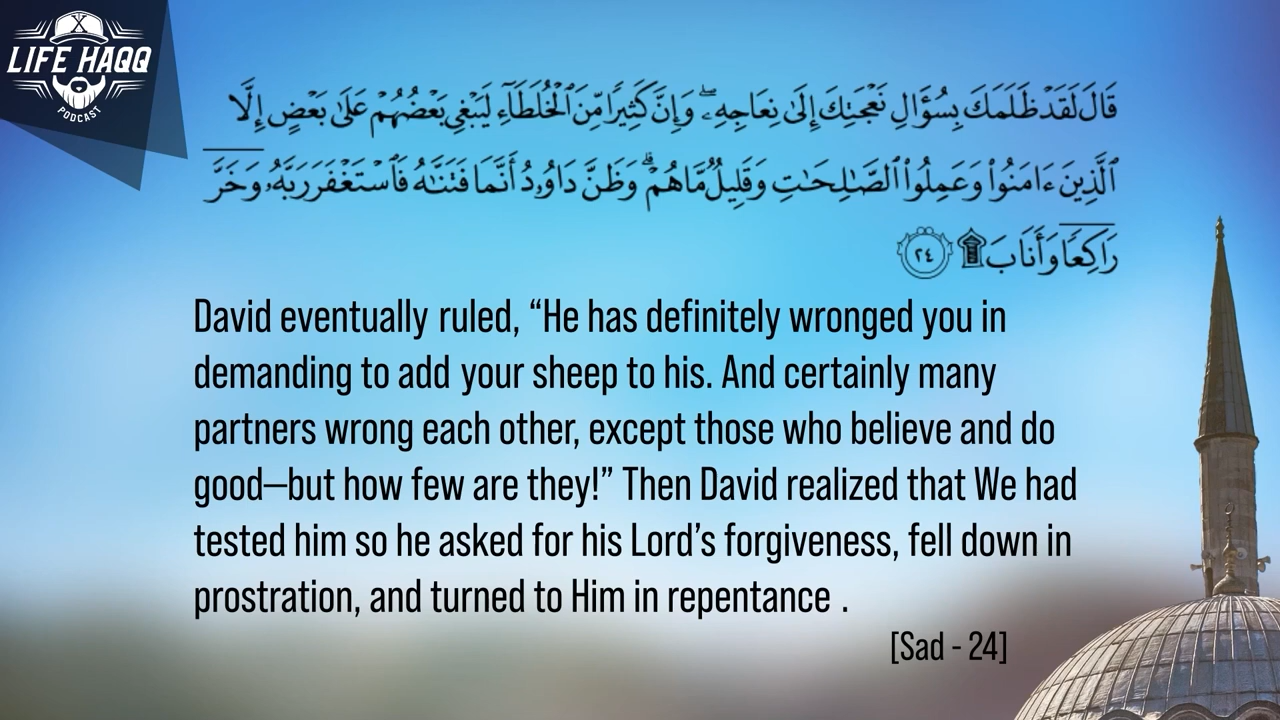 LIFE HAQQ
PODCAST
قَالَ لَقَدْ ظَلَمَكَ بِسُؤَالِ نَعْجَتِكَ إِلَىٰ نِعَاجِهِۦ ۖ وَإِنَّ كَثِيرًا مِّنَ ٱلْخُلَطَآءِ لَيَبْغِى بَعْضُهُمْ عَلَىٰ بَعْضٍ إِلَّا
ٱلَّذِينَ ءَامَنُوا۟ وَعَمِلُوا۟ ٱلصَّـٰلِحَـٰتِ وَقَلِيلٌ مَّا هُمْ ۗ وَظَنَّ دَاوُۥدُ أَنَّمَا فَتَنَّـٰهُ فَٱسْتَغْفَرَ رَبَّهُۥ وَخَرَّ
رَاكِعًا وَأَنَابَ ۩ ٢٤
David eventually ruled, “He has definitely wronged you in
demanding to add your sheep to his. And certainly many
partners wrong each other, except those who believe and do
good—but how few are they!” Then David realized that We had
tested him so he asked for his Lord’s forgiveness, fell down in
prostration, and turned to Him in repentance .
[Sad - 24]